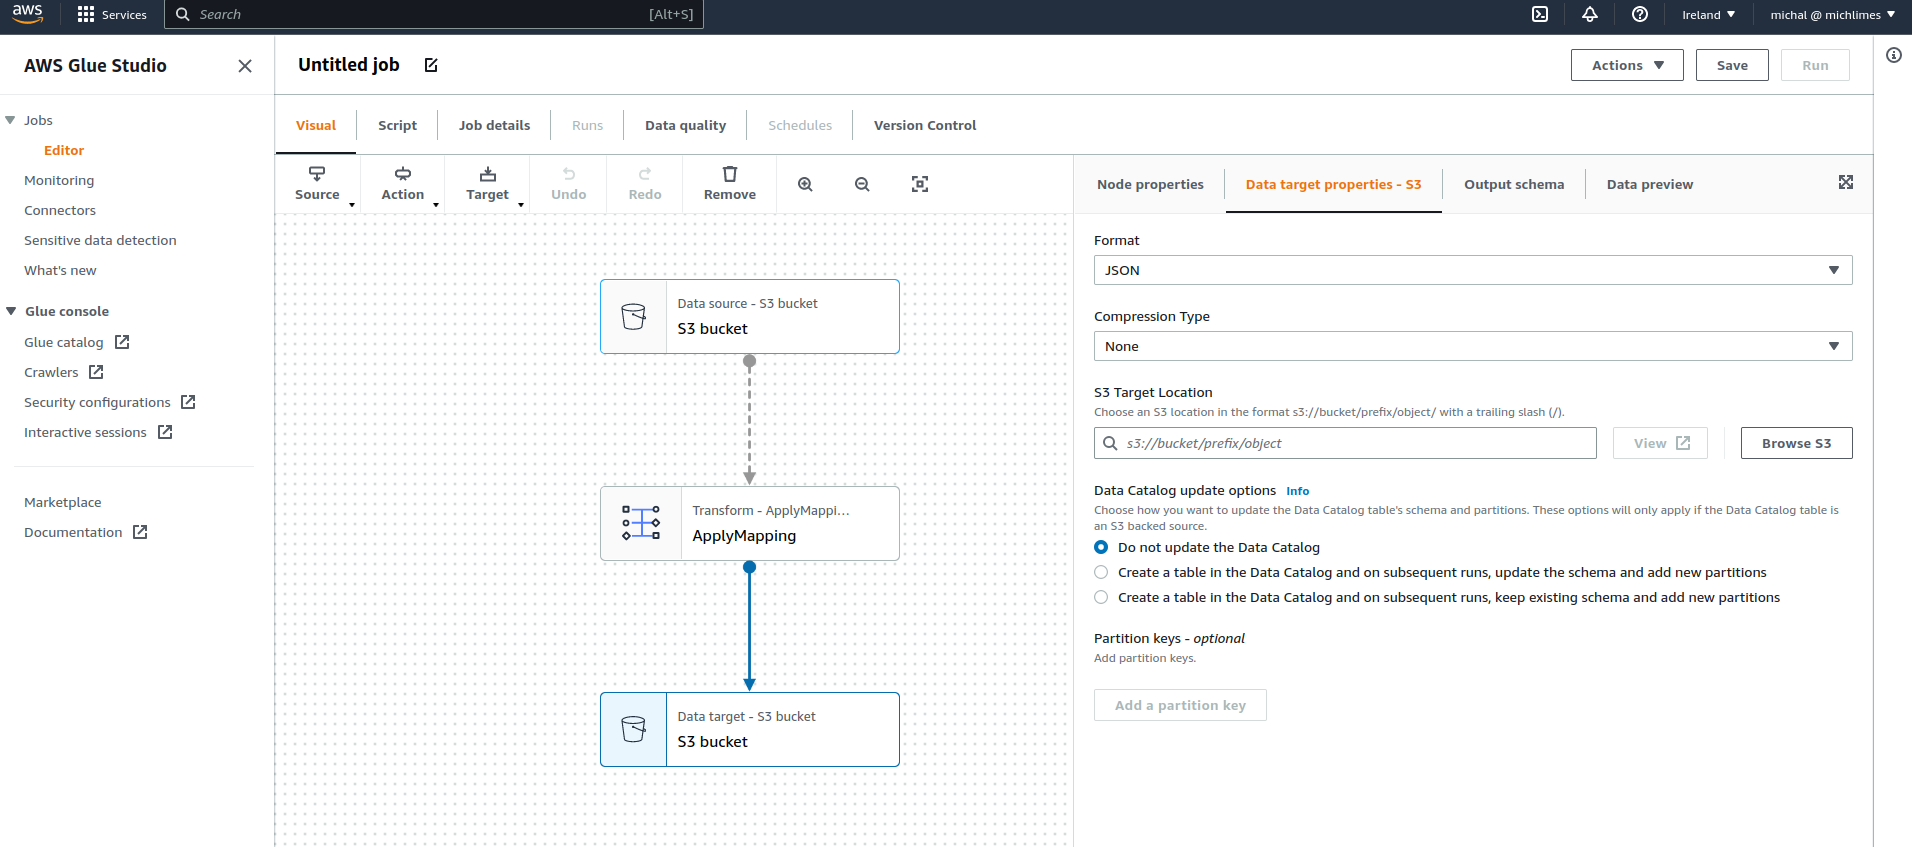 aws
Services
Search
[Alt+S]
Ireland
michal @ michlimes
AWS Glue Studio
Jobs
Editor
Monitoring
Connectors
Sensitive data detection
What's new
Glue console
Glue catalog
Crawlers
Security configurations
Interactive sessions
Marketplace
Documentation
Untitled job
Actions
Save
Run
Visual
Script
Job details
Runs
Data quality
Schedules
Version Control
Source
Action
Target
Undo
Redo
Remove
Data source - S3 bucket
S3 bucket
Transform - ApplyMappi...
ApplyMapping
Data target - S3 bucket
S3 bucket
Node properties
Data target properties - S3
Output schema
Data preview
Format
JSON
Compression Type
None
S3 Target Location
Choose an S3 location in the format s3://bucket/prefix/object/ with a trailing slash (/).
s3://bucket/prefix/object
View
Browse S3
Data Catalog update options Info
Choose how you want to update the Data Catalog table's schema and partitions. These options will only apply if the Data Catalog table is
an S3 backed source.
Do not update the Data Catalog
Create a table in the Data Catalog and on subsequent runs, update the schema and add new partitions
Create a table in the Data Catalog and on subsequent runs, keep existing schema and add new partitions
Partition keys - optional
Add partition keys.
Add a partition key